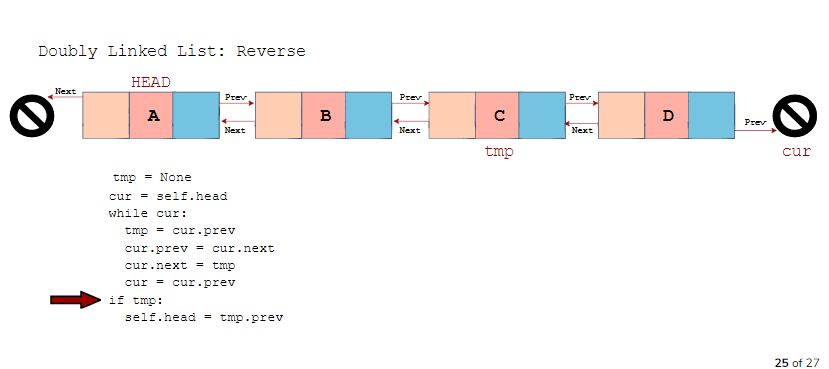 Doubly Linked List: Reverse
HEAD
Next Prev Prev Prev
A B C D
Next Next Next Prev
tmp cur
tmp = None
cur = self.head
while cur:
tmp = cur.prev
cur.prev = cur.next
cur.next = tmp
cur = cur.prev
if tmp:
self.head = tmp.prev
25 of 27